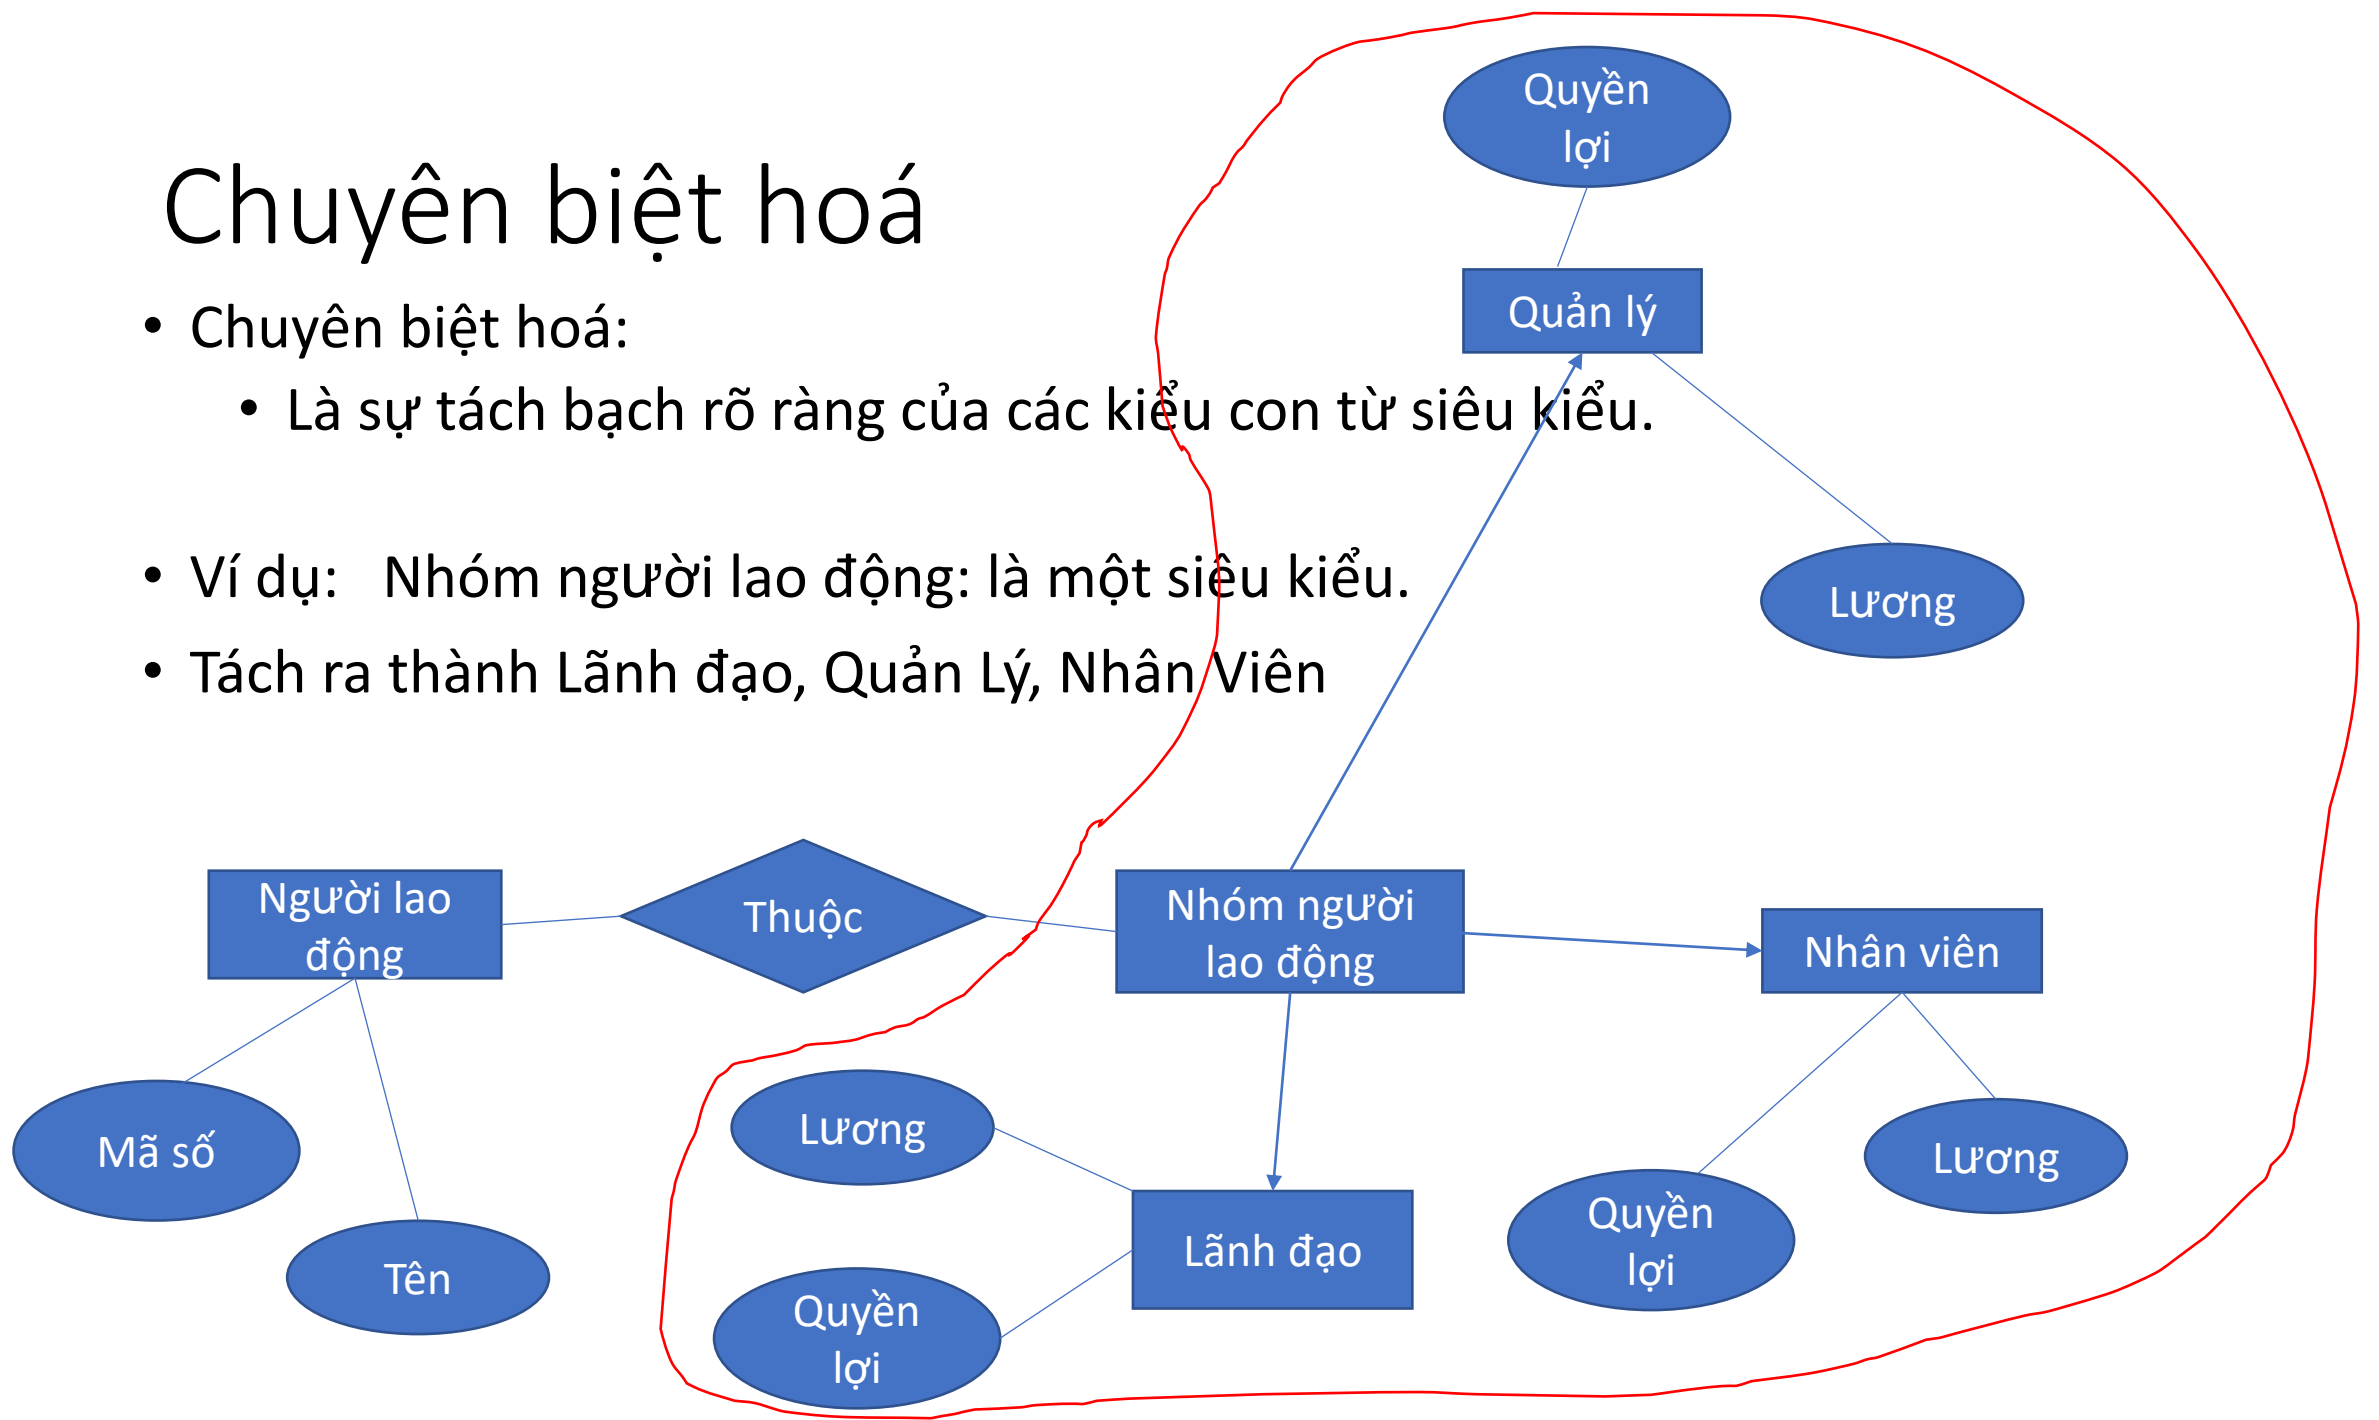 Chuyên biệt hoá
• Chuyên biệt hoá:
• Là sự tách bạch rõ ràng của các kiểu con từ siêu kiểu.
• Ví dụ: Nhóm người lao động: là một siêu kiểu.
• Tách ra thành Lãnh đạo, Quản Lý, Nhân Viên
Quyền
lợi
Quản lý
Lương
Người lao
động
Thuộc
Nhóm người
lao động
Nhân viên
Mã số
Tên
Lương
Quyền
lợi
Lãnh đạo
Quyền
lợi
Lương